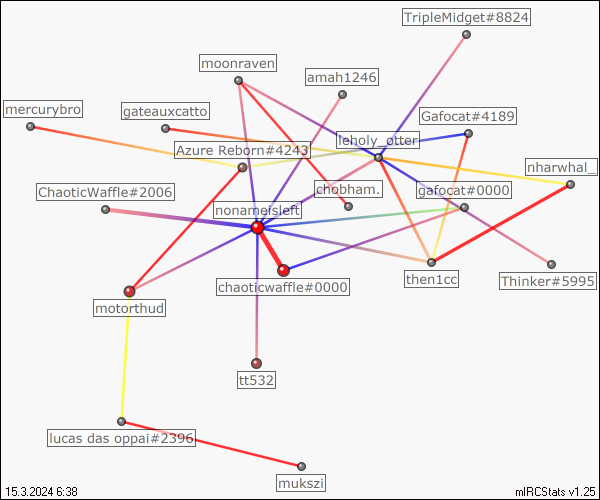 TripleMidget#8824
moonraven
amah1246
mercurybro
gateauxcatto
Gafocat#4189
leholy_otter
Azure Reborn#4243
nharwhal_
ChaoticWaffle#2006
chobham.
gafocat#0000
nonameisleft
then1cc
Thinker#5995
chaoticwaffle#0000
motorthud
tt532
lucas das oppai#2396
mukszi
15.3.2024 6:38
mIRCStats v1.25